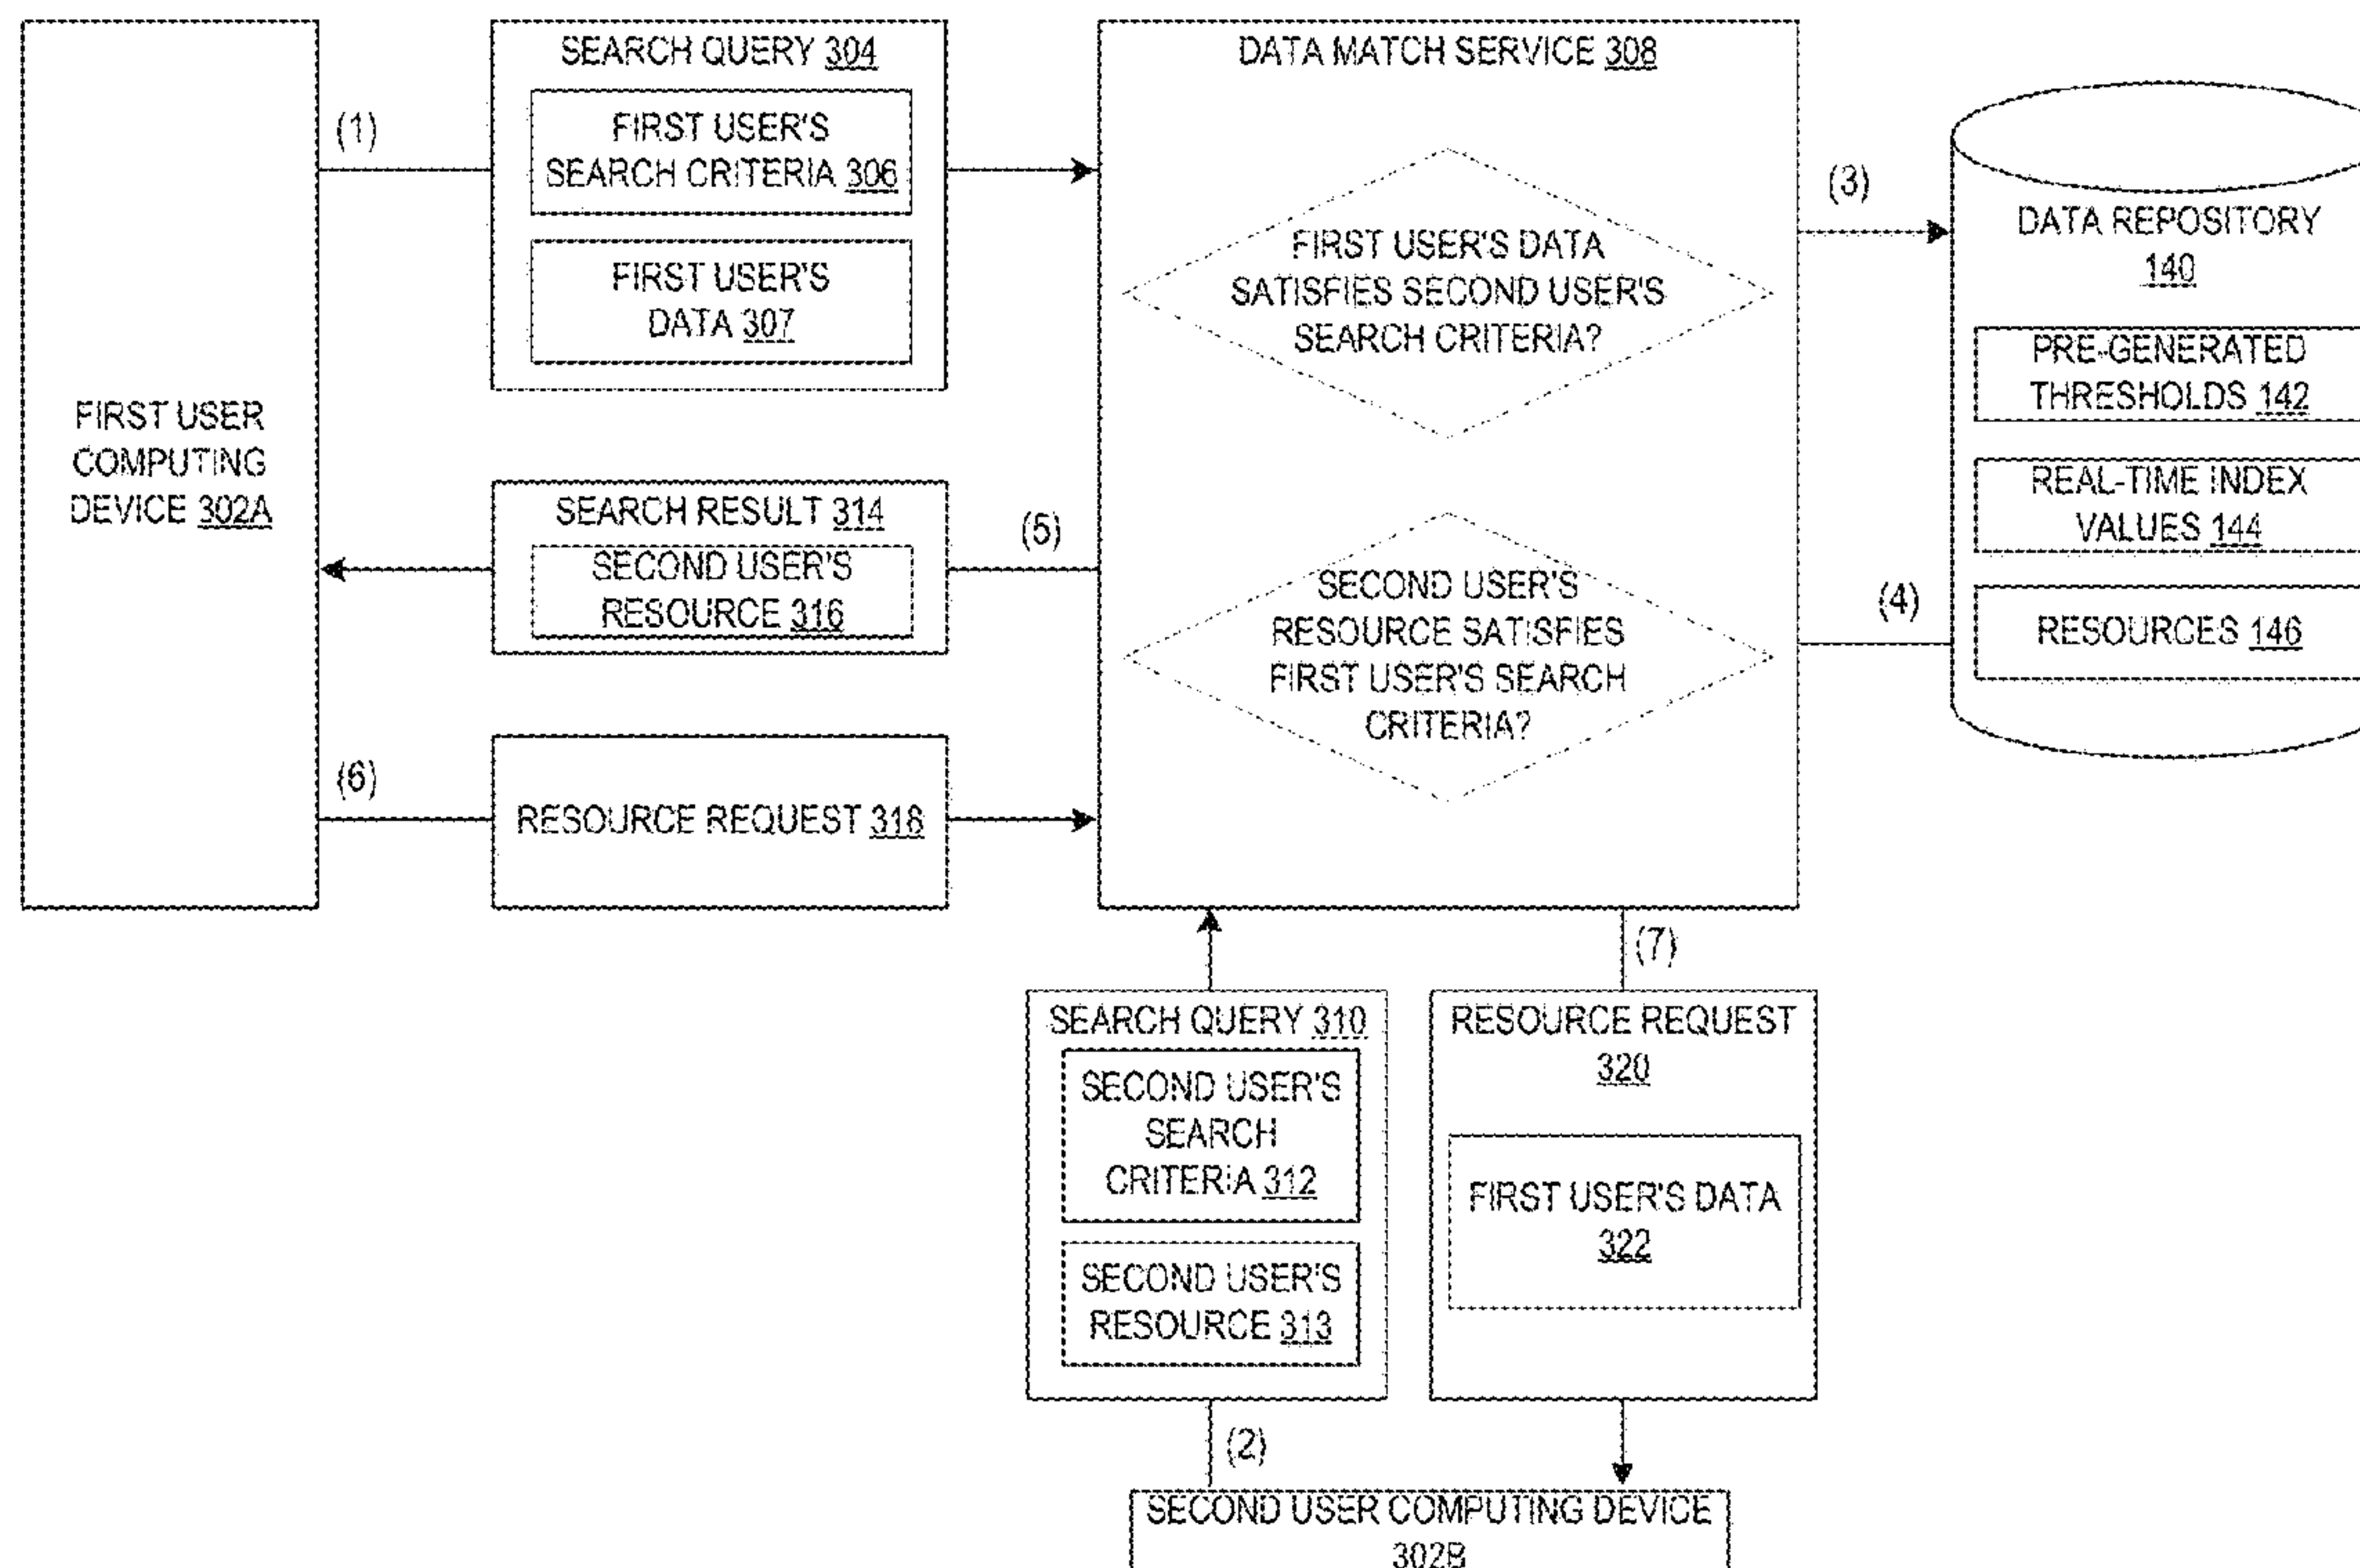 FIRST USER
COMPUTING
DEVICE 302A
(1)
SEARCH QUERY 304
FIRST USER'S
SEARCH CRITERIA 306
FIRST USER'S
DATA 307
SEARCH RESULT 314
SECOND USER'S
RESOURCE 316
(5)
(6)
RESOURCE REQUEST 318
DATA MATCH SERVICE 308
FIRST USER'S DATA
SATISFIES SECOND USER'S
SEARCH CRITERIA?
SECOND USER'S
RESOURCE SATISFIES
FIRST USER'S SEARCH
CRITERIA?
(3)
(4)
DATA REPOSITORY
140
PRE-GENERATED
THRESHOLDS 142
REAL-TIME INDEX
VALUES 144
RESOURCES 146
(7)
SEARCH QUERY 310
SECOND USER'S
SEARCH
CRITERIA 312
SECOND USER'S
RESOURCE 313
(2)
RESOURCE REQUEST
320
FIRST USER'S DATA
322
SECOND USER COMPUTING DEVICE
302B